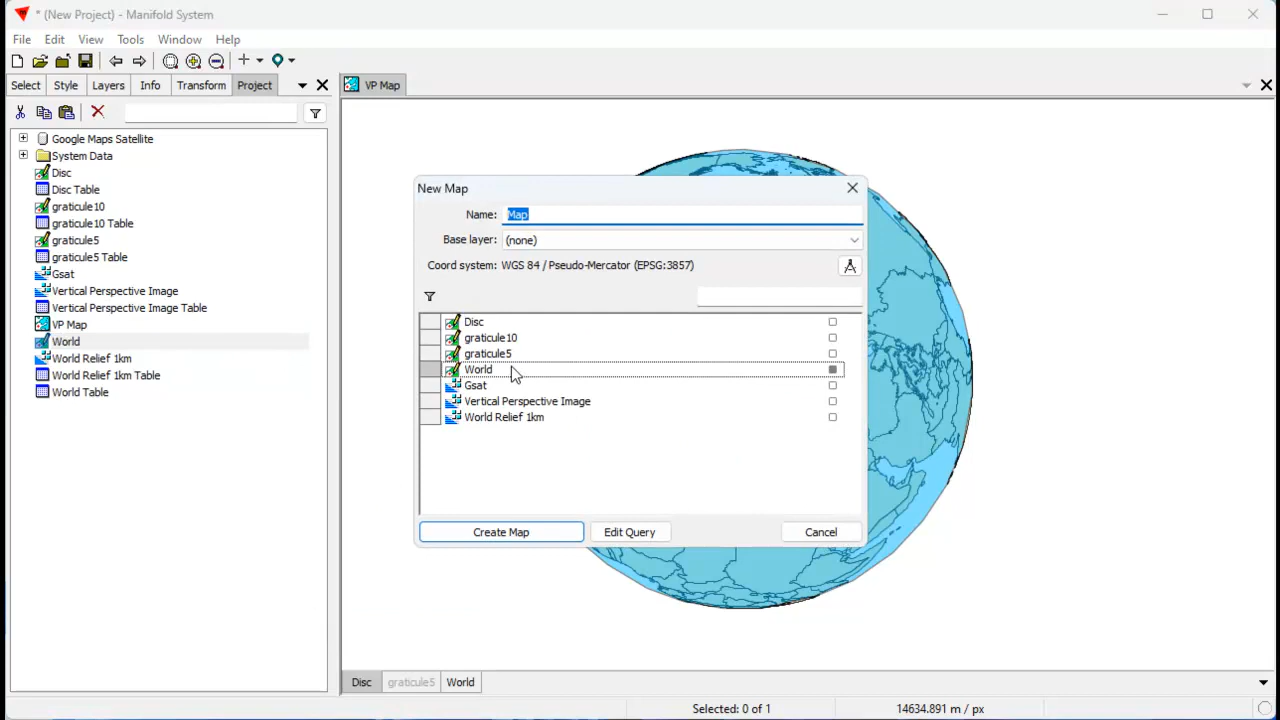 * (New Project) - Manifold System
File Edit View Tools Window Help
Select Style Layers Info Transform Project
VP Map
Google Maps Satellite
System Data
Disc
Disc Table
graticule10
graticule10 Table
graticule5
graticule5 Table
Gsat
Vertical Perspective Image
Vertical Perspective Image Table
VP Map
World
World Relief 1km
World Relief 1km Table
World Table
New Map
Name: Map
Base layer: (none)
Coord system: WGS 84 / Pseudo-Mercator (EPSG:3857)
Disc
graticule10
graticule5
World
Gsat
Vertical Perspective Image
World Relief 1km
Create Map Edit Query Cancel
Disc graticule5 World
Selected: 0 of 1 14634.891 m / px